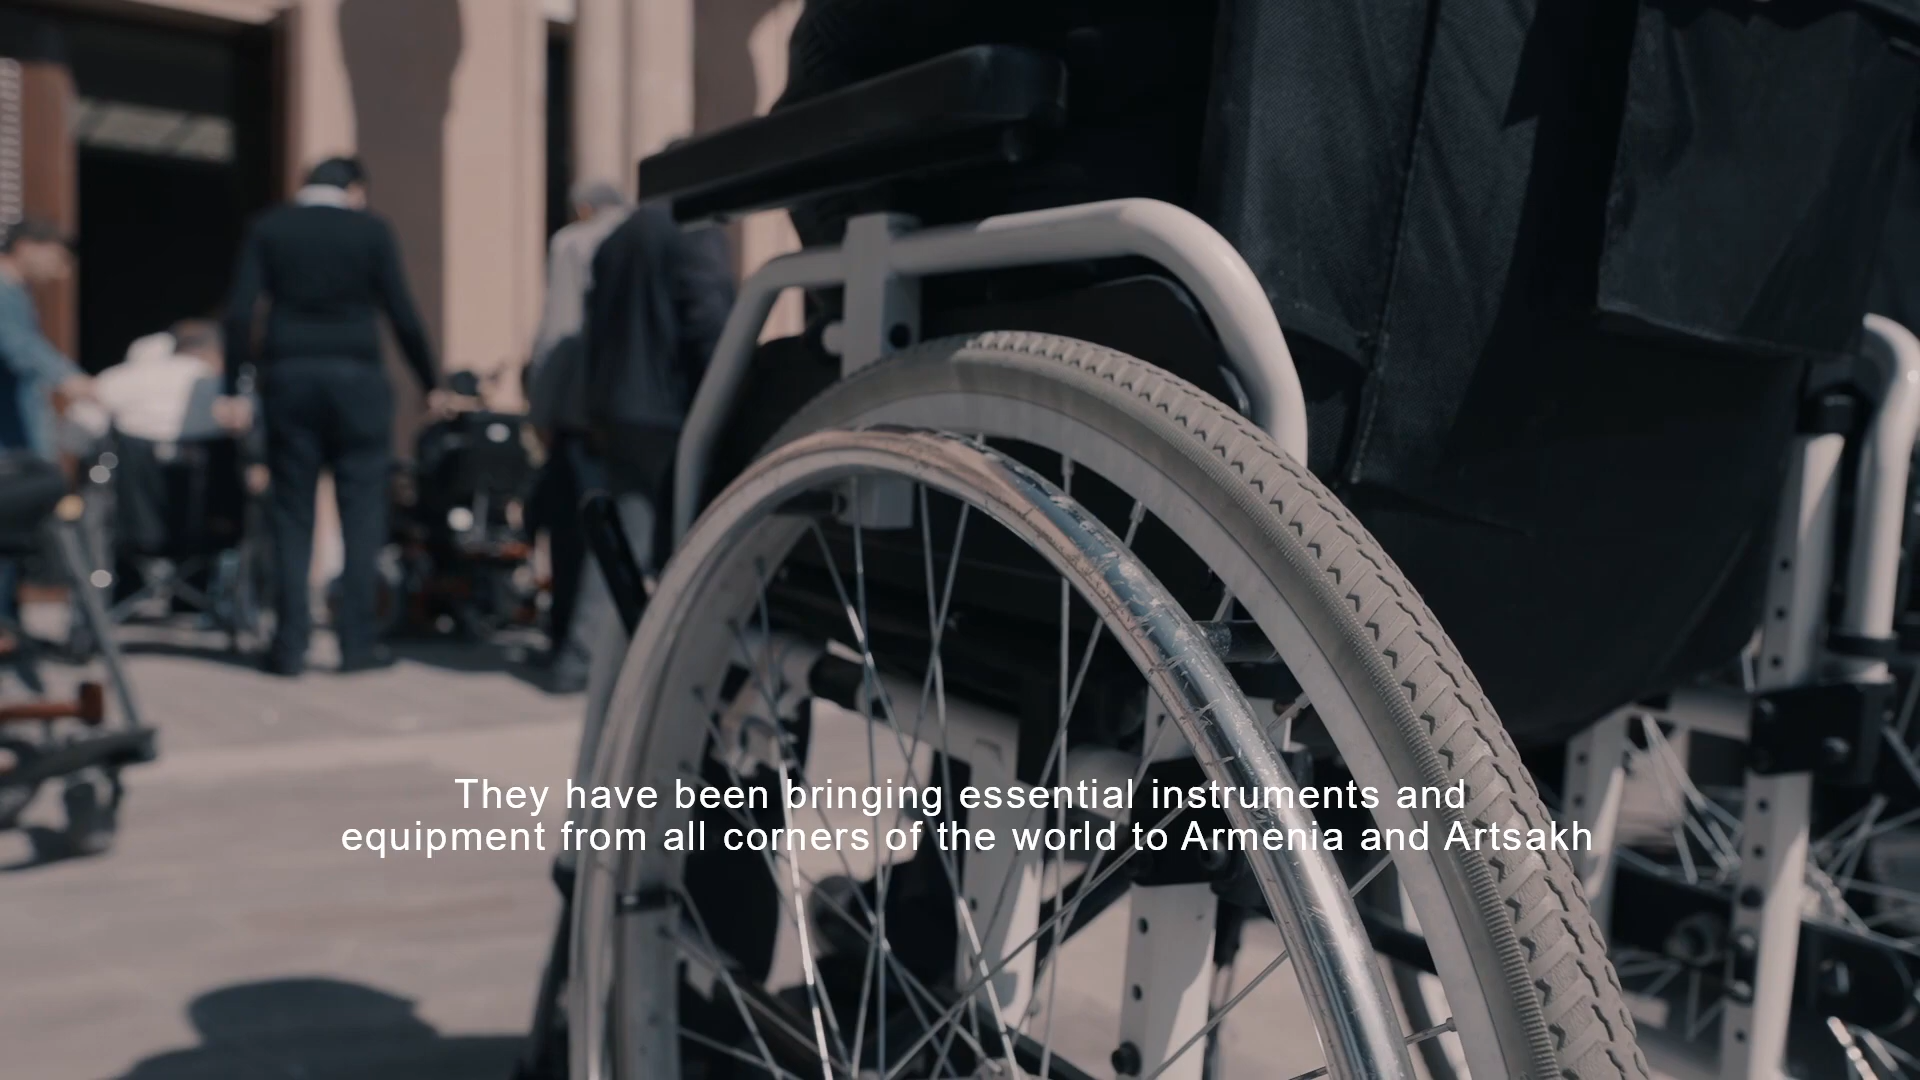 They have been bringing essential instruments and
equipment from all corners of the world to Armenia and Artsakh